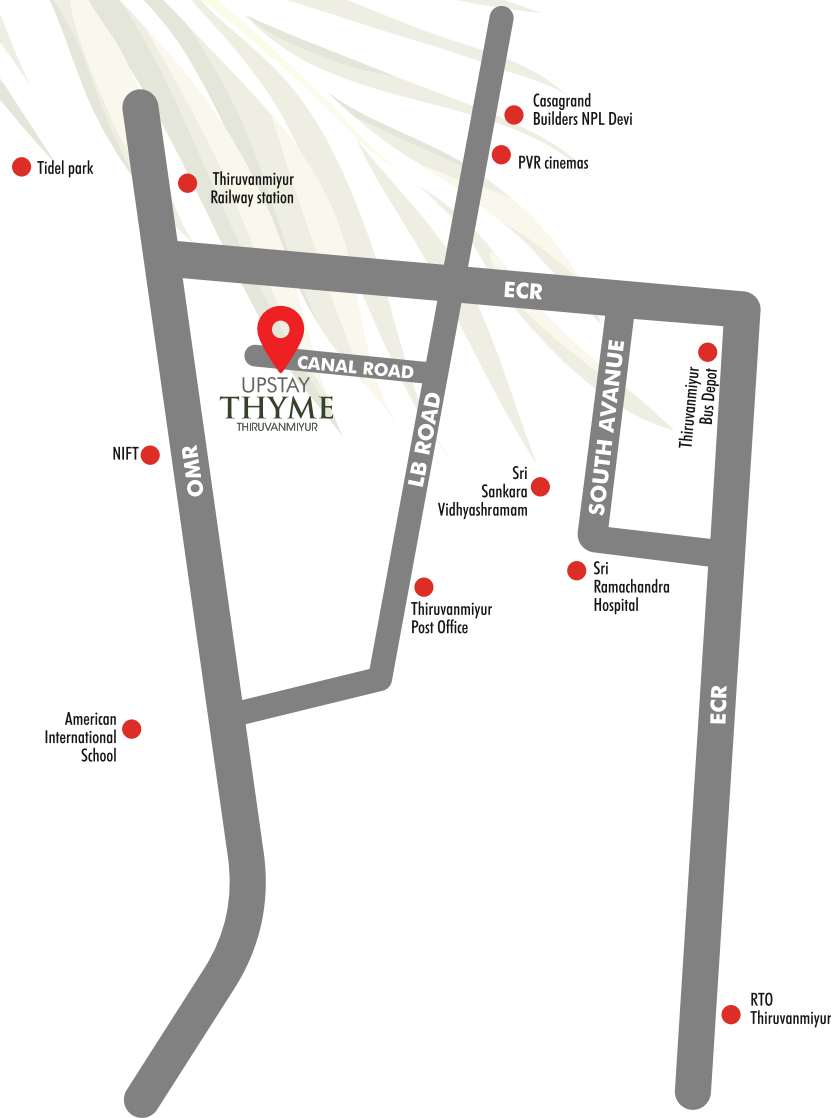 Casagrand
Builders NPL Devi
PVR cinemas
Tidel park
Thiruvanmiyur
Railway station
ECR
CANAL ROAD
UPSTAY
THYME
THIRUVANMIYUR
SOUTH AVANUE
Thiruvanmiyur
Bus Depot
LB ROAD
NIFT
OMR
Sri
Sankara
Vidhyashramam
Sri
Ramachandra
Hospital
Thiruvanmiyur
Post Office
ECR
American
International
School
RTO
Thiruvanmiyur